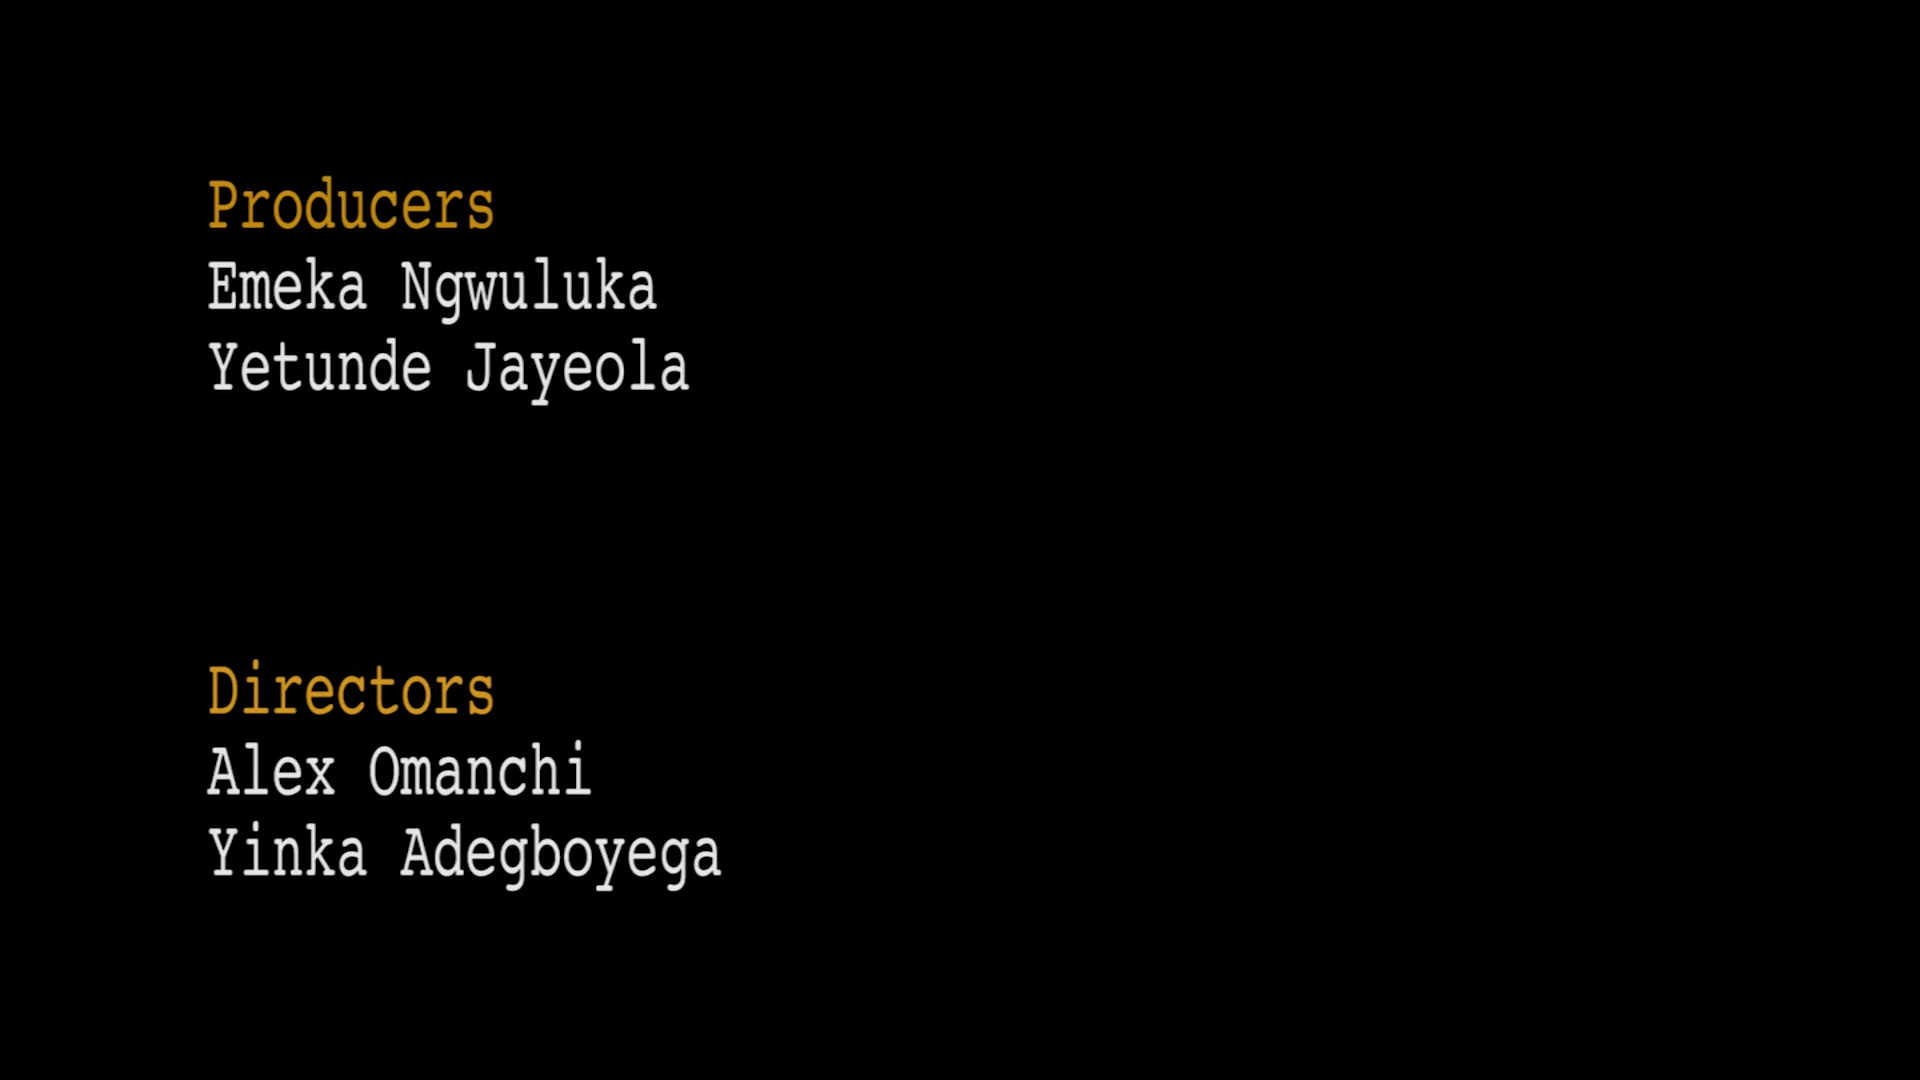 Producers
Emeka Ngwuluka
Yetunde Jayeola
Directors
Alex Omanchi
Yinka Adegboyega